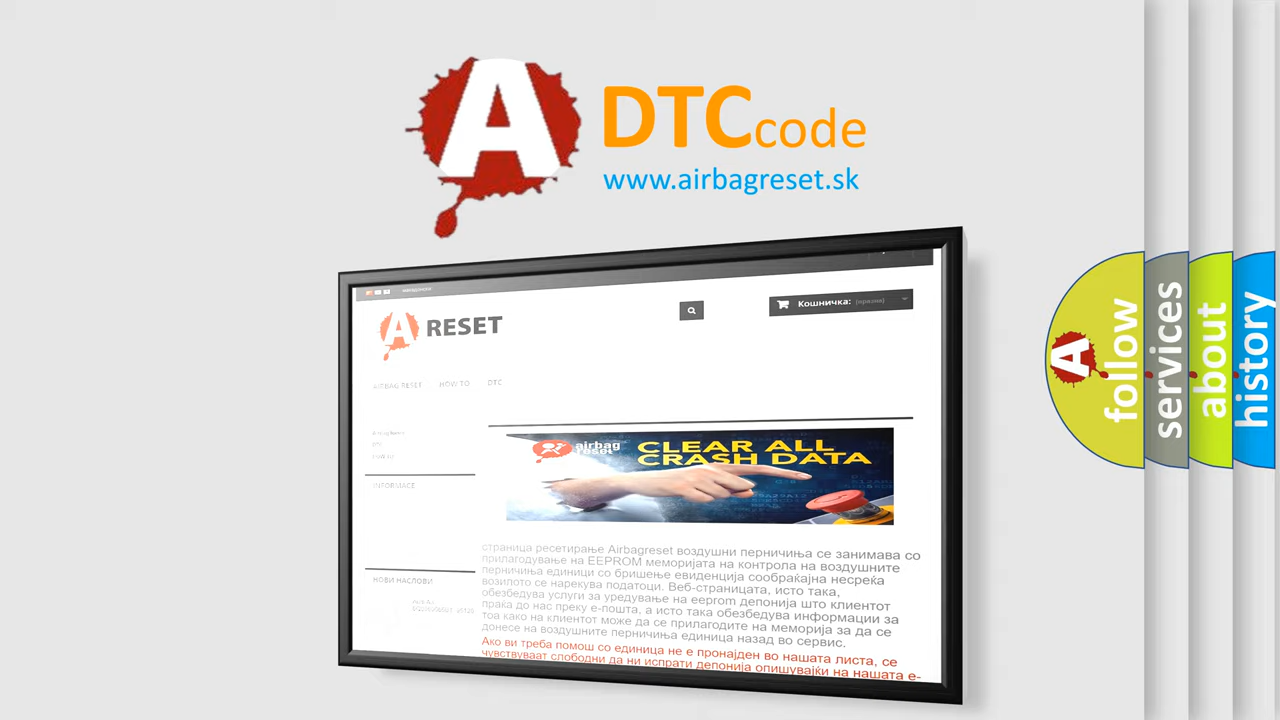 A
DTCcode
www.airbagreset.sk
A RESET
Кошничка: (празни)
AIRBAG RESET HOW TO DTC
DTC
INFORMACE
airbag
reset
CLEAR ALL
CRASH DATA
страница ресетирање Airbagreset воздушни перничиња се занимава со
прилагодување на EEPROM меморијата на контрола на воздушните
перничиња единици со бришење евиденција сообраќајна несреќа
возилото се нарекува податоци. Веб-страницата, исто така,
обезбедува услуги за уредување на eeprom депонија што клиентот
праќа до нас преку е-пошта, а исто така обезбедува информации за
тоа како на клиентот може да се прилагодите на меморија за да се
донесе на воздушните перничиња единица назад во сервис.
Ако ви треба помош со единица не е пронајден во нашата листа, се
чувствуваат слободни да ни испрати депонија опишувајќи на нашата е-
НОВИ НАСЛОВИ
A
follow
services
about
history